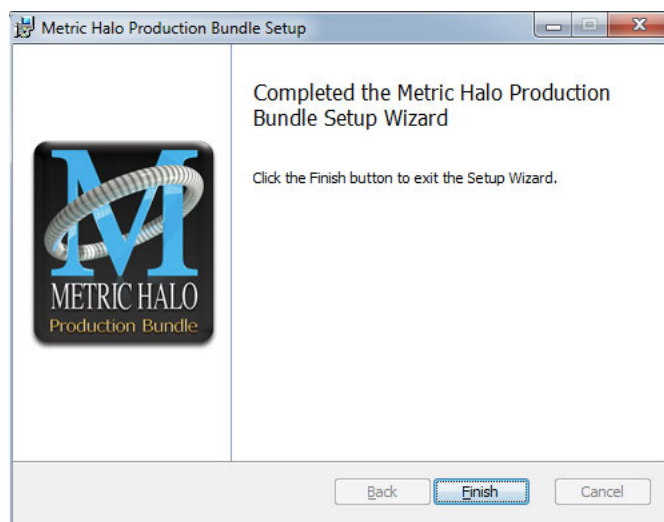 Metric Halo Production Bundle Setup
Completed the Metric Halo Production
Bundle Setup Wizard
Click the Finish button to exit the Setup Wizard.
M
METRIC HALO
Production Bundle
Back
Finish
Cancel